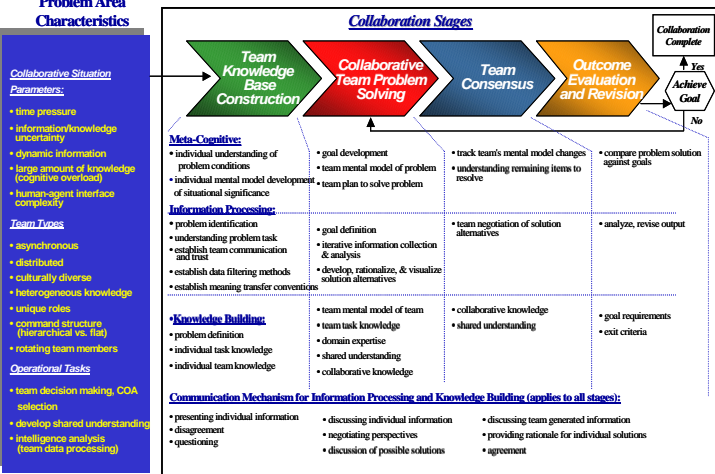 Problem Area
Characteristics
Collaborative Situation
Parameters:
• time pressure
• information/knowledge
uncertainty
• dynamic information
• large amount of knowledge
(cognitive overload)
• human-agent interface
complexity
Team Types
• asynchronous
• distributed
• culturally diverse
• heterogeneous knowledge
• unique roles
• command structure
(hierarchical vs. flat)
• rotating team members
Operational Tasks
• team decision making, COA
selection
• develop shared understanding
• intelligence analysis
(team data processing)
Collaboration Stages
Team
Knowledge
Base
Construction
Collaborative
Team Problem
Solving
Team
Consensus
Outcome
Evaluation
and Revision
Collaboration
Complete
Yes
Achieve
Goal
No
Meta-Cognitive:
• individual understanding of
problem conditions
• individual mental model development
of situational significance
• goal development
• team mental model of problem
• team plan to solve problem
• track team's mental model changes
• understanding remaining items to
resolve
• compare problem solution
against goals
Information Processing:
• problem identification
• understanding problem task
• establish team communication
and trust
• establish data filtering methods
• establish meaning transfer conventions
• goal definition
• iterative information collection
& analysis
• develop, rationalize, & visualize
solution alternatives
• team negotiation of solution
alternatives
• analyze, revise output
•Knowledge Building:
• problem definition
• individual task knowledge
• individual team knowledge
• team mental model of team
• team task knowledge
• domain expertise
• shared understanding
• collaborative knowledge
• collaborative knowledge
• shared understanding
• goal requirements
• exit criteria
Communication Mechanism for Information Processing and Knowledge Building (applies to all stages):
• presenting individual information
• disagreement
• questioning
• discussing individual information
• negotiating perspectives
• discussion of possible solutions
• discussing team generated information
• providing rationale for individual solutions
• agreement